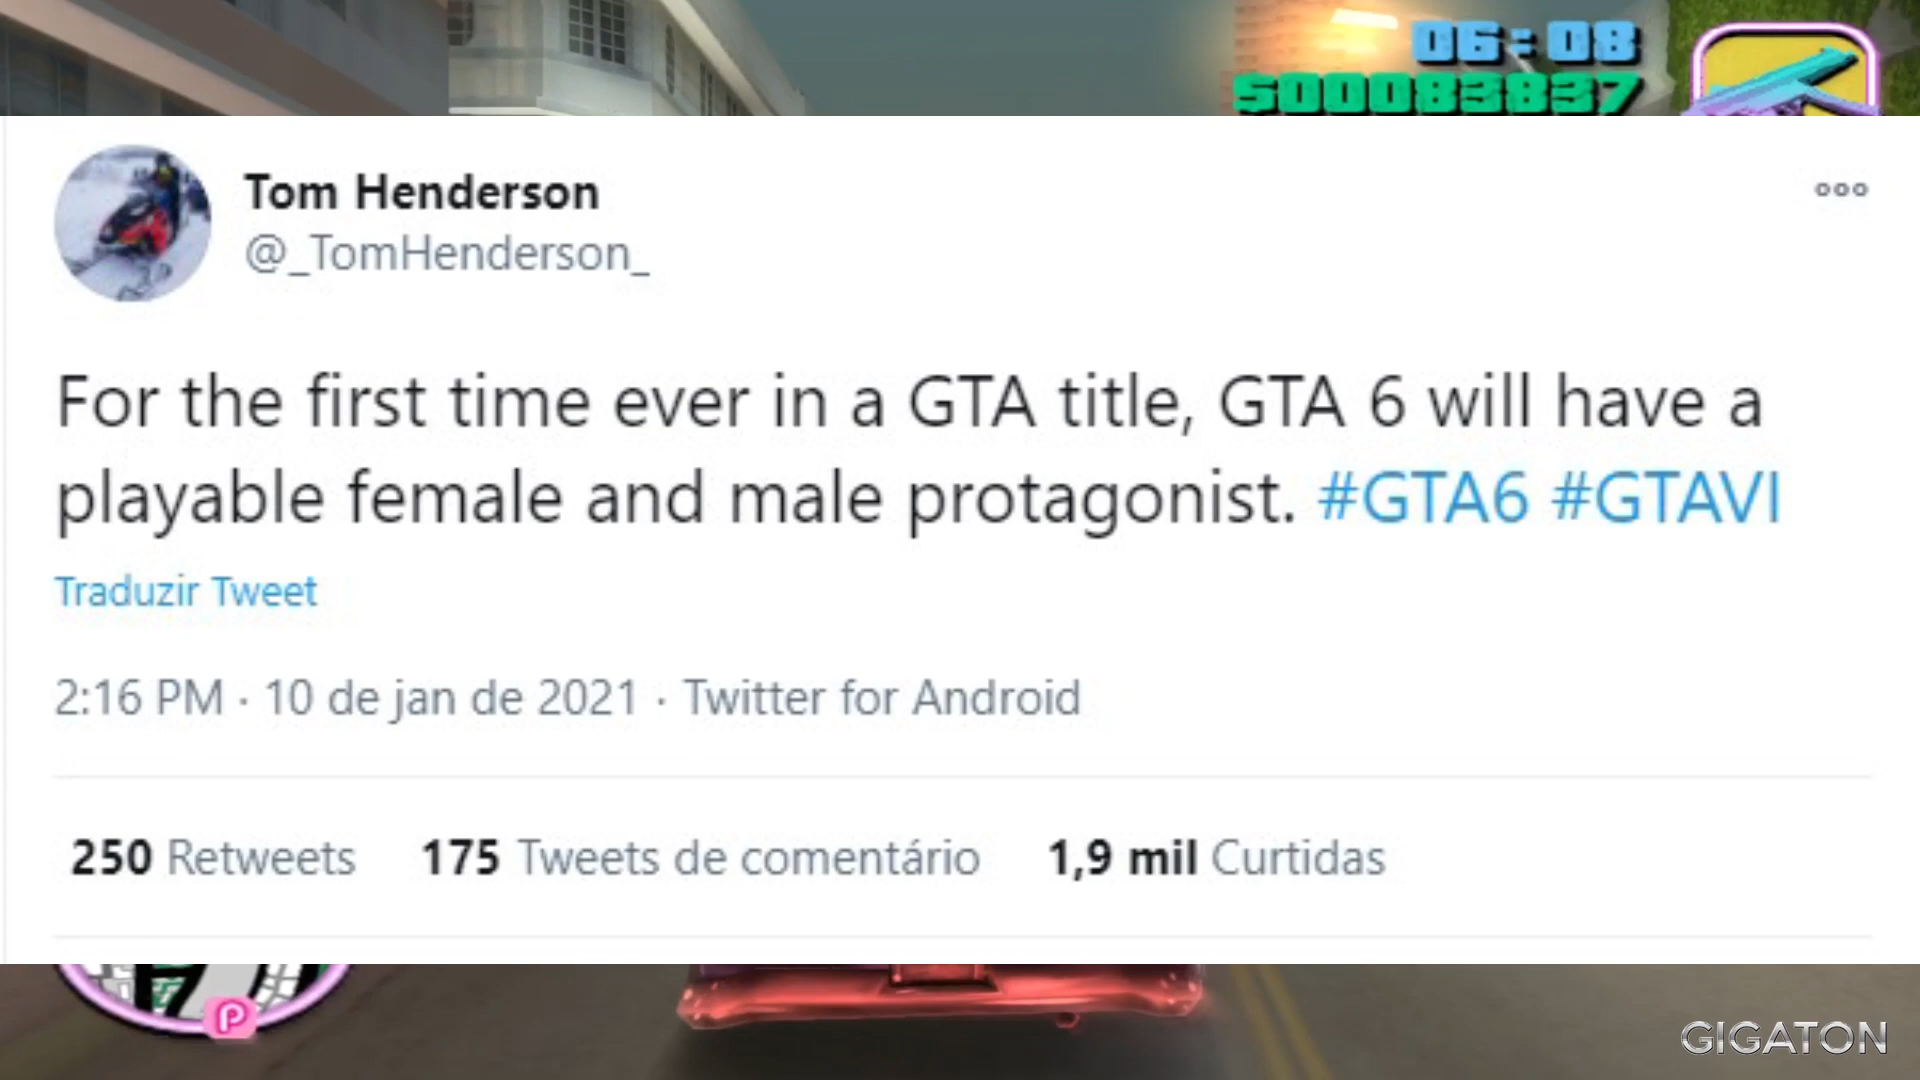 06:08
$00083837
Tom Henderson
@_TomHenderson_
For the first time ever in a GTA title, GTA 6 will have a
playable female and male protagonist. #GTA6 #GTAVI
Traduzir Tweet
2:16 PM · 10 de jan de 2021 · Twitter for Android
250 Retweets 175 Tweets de comentário 1,9 mil Curtidas
P
GIGATON